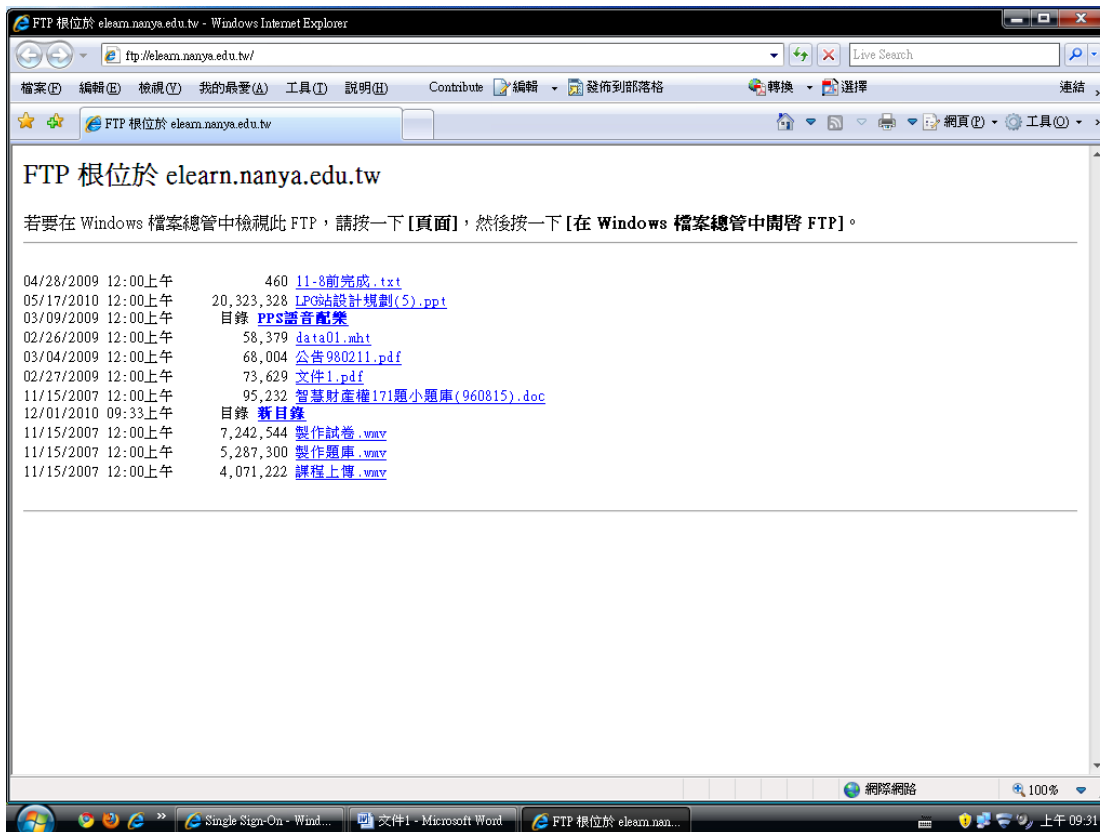 FTP 根位於 elearn.nanya.edu.tw - Windows Internet Explorer
ftp://elearn.nanya.edu.tw/
Live Search
檔案(F) 編輯(E) 檢視(V) 我的最愛(A) 工具(T) 說明(H) Contribute 編輯 發佈到部落格 轉換 選擇 連結
FTP 根位於 elearn.nanya.edu.tw 網頁(P) 工具(O)
FTP 根位於 elearn.nanya.edu.tw
若要在 Windows 檔案總管中檢視此 FTP，請按一下 [頁面]，然後按一下 [在 Windows 檔案總管中開啓 FTP]。
04/28/2009 12:00上午 460 11-8前完成.txt
05/17/2010 12:00上午 20,323,328 LPG站設計規劃(5).ppt
03/09/2009 12:00上午 目錄 PPS語音配樂
02/26/2009 12:00上午 58,379 data01.mht
03/04/2009 12:00上午 68,004 公告980211.pdf
02/27/2009 12:00上午 73,629 文件1.pdf
11/15/2007 12:00上午 95,232 智慧財產權171題小題庫(960815).doc
12/01/2010 09:33上午 目錄 新目錄
11/15/2007 12:00上午 7,242,544 製作試卷.wmv
11/15/2007 12:00上午 5,287,300 製作題庫.wmv
11/15/2007 12:00上午 4,071,222 課程上傳.wmv
網際網路 100%
Single Sign-On - Wind... 文件1 - Microsoft Word FTP 根位於 elearn.nan... 上午 09:31